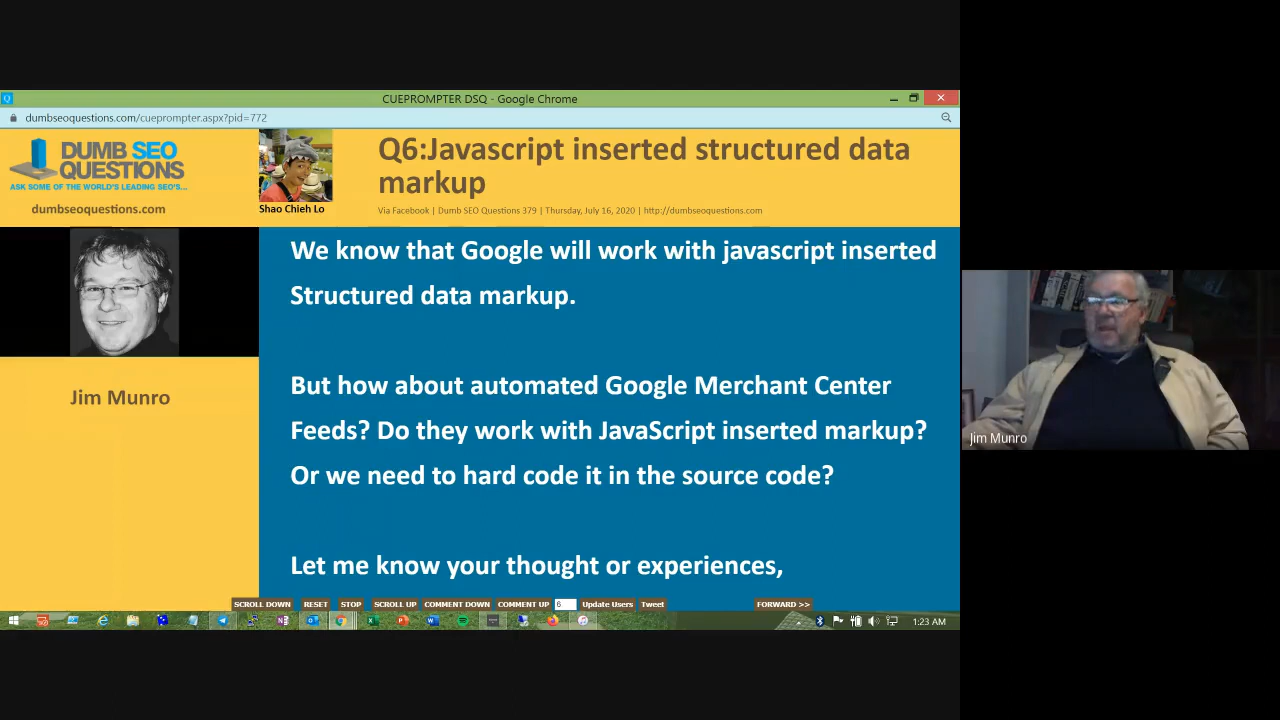 CUEPROMPTER DSQ - Google Chrome
dumbseoquestions.com/cueprompter.aspx?pid=772
DUMB SEO
QUESTIONS
ASK SOME OF THE WORLD'S LEADING SEO'S...
dumbseoquestions.com
Shao Chieh Lo
Q6:Javascript inserted structured data
markup
Via Facebook | Dumb SEO Questions 379 | Thursday, July 16, 2020 | http://dumbseoquestions.com
Jim Munro
We know that Google will work with javascript inserted
Structured data markup.
But how about automated Google Merchant Center
Feeds? Do they work with JavaScript inserted markup?
Or we need to hard code it in the source code?
Let me know your thought or experiences,
SCROLL DOWN RESET STOP SCROLL UP COMMENT DOWN COMMENT UP 6 Update Users Tweet FORWARD >>
1:23 AM
Jim Munro